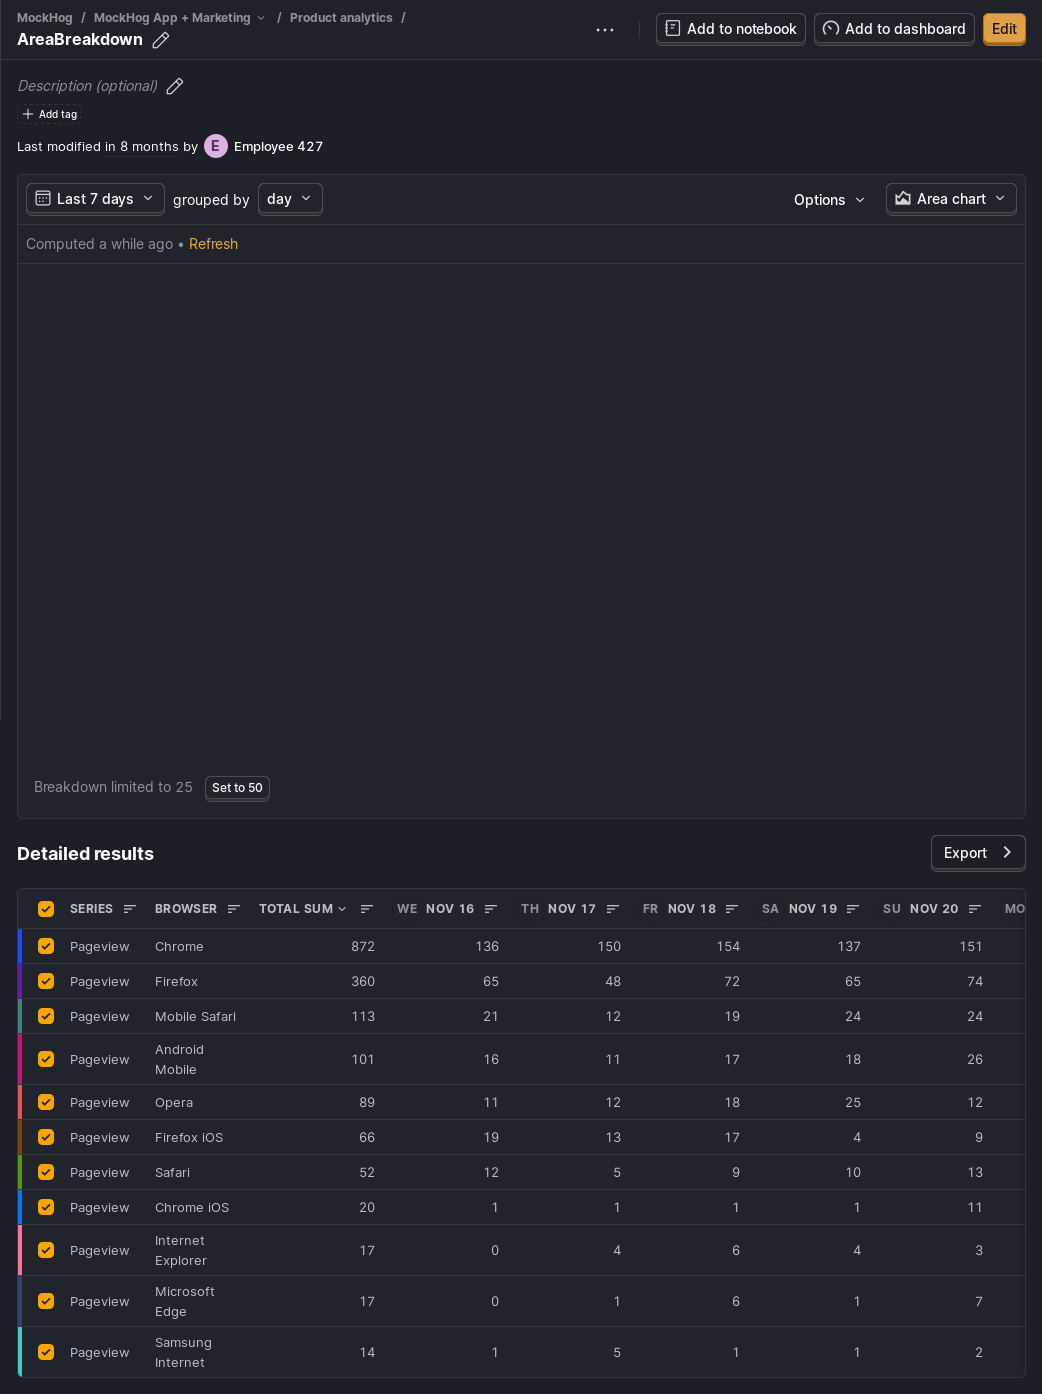 MockHog / MockHog App + Marketing / Product analytics /
AreaBreakdown
Add to notebook
Add to dashboard
Edit
Description (optional)
Add tag
Last modified in 8 months by E Employee 427
Last 7 days grouped by day
Options
Area chart
Computed a while ago • Refresh
Breakdown limited to 25 Set to 50
Detailed results
Export
SERIES BROWSER TOTAL SUM WE NOV 16 TH NOV 17 FR NOV 18 SA NOV 19 SU NOV 20 MO
Pageview Chrome 872 136 150 154 137 151
Pageview Firefox 360 65 48 72 65 74
Pageview Mobile Safari 113 21 12 19 24 24
Pageview Android Mobile 101 16 11 17 18 26
Pageview Opera 89 11 12 18 25 12
Pageview Firefox iOS 66 19 13 17 4 9
Pageview Safari 52 12 5 9 10 13
Pageview Chrome iOS 20 1 1 1 1 11
Pageview Internet Explorer 17 0 4 6 4 3
Pageview Microsoft Edge 17 0 1 6 1 7
Pageview Samsung Internet 14 1 5 1 1 2